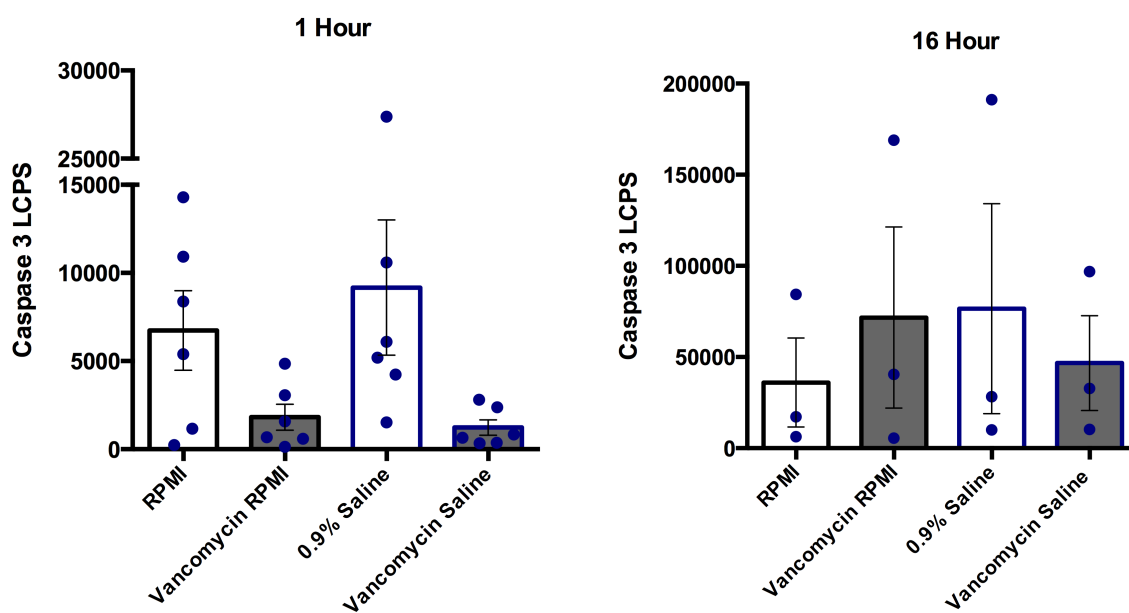 1 Hour
30000
25000
15000
10000
5000
0
Caspase 3 LCPS
RPMI
Vancomycin RPMI
0.9% Saline
Vancomycin Saline
16 Hour
200000
150000
100000
50000
0
Caspase 3 LCPS
RPMI
Vancomycin RPMI
0.9% Saline
Vancomycin Saline